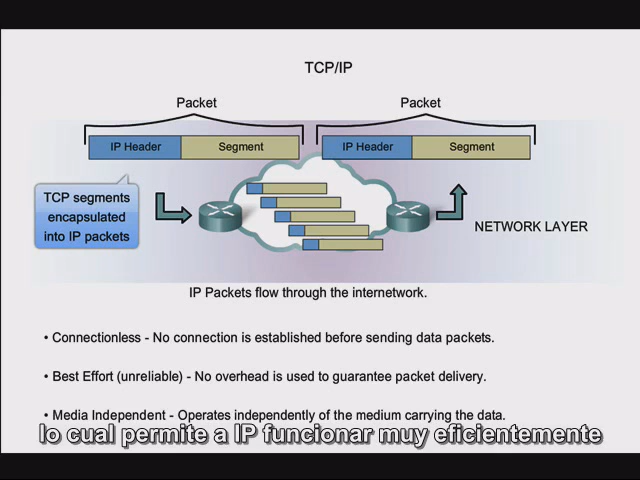 TCP/IP
Packet
Packet
IP Header
Segment
IP Header
Segment
TCP segments
encapsulated
into IP packets
NETWORK LAYER
IP Packets flow through the internetwork.
• Connectionless - No connection is established before sending data packets.
• Best Effort (unreliable) - No overhead is used to guarantee packet delivery.
• Media Independent - Operates independently of the medium carrying the data.
lo cual permite a IP funcionar muy eficientemente